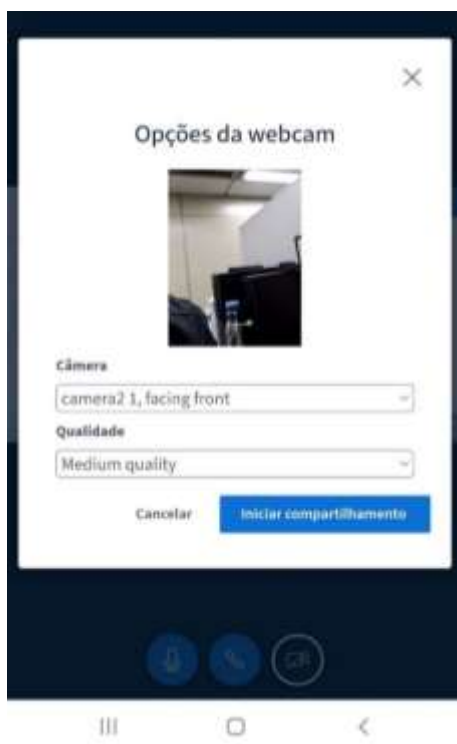 Opções da webcam
Câmera
camera2 1, facing front
Qualidade
Medium quality
Cancelar
Iniciar compartilhamento